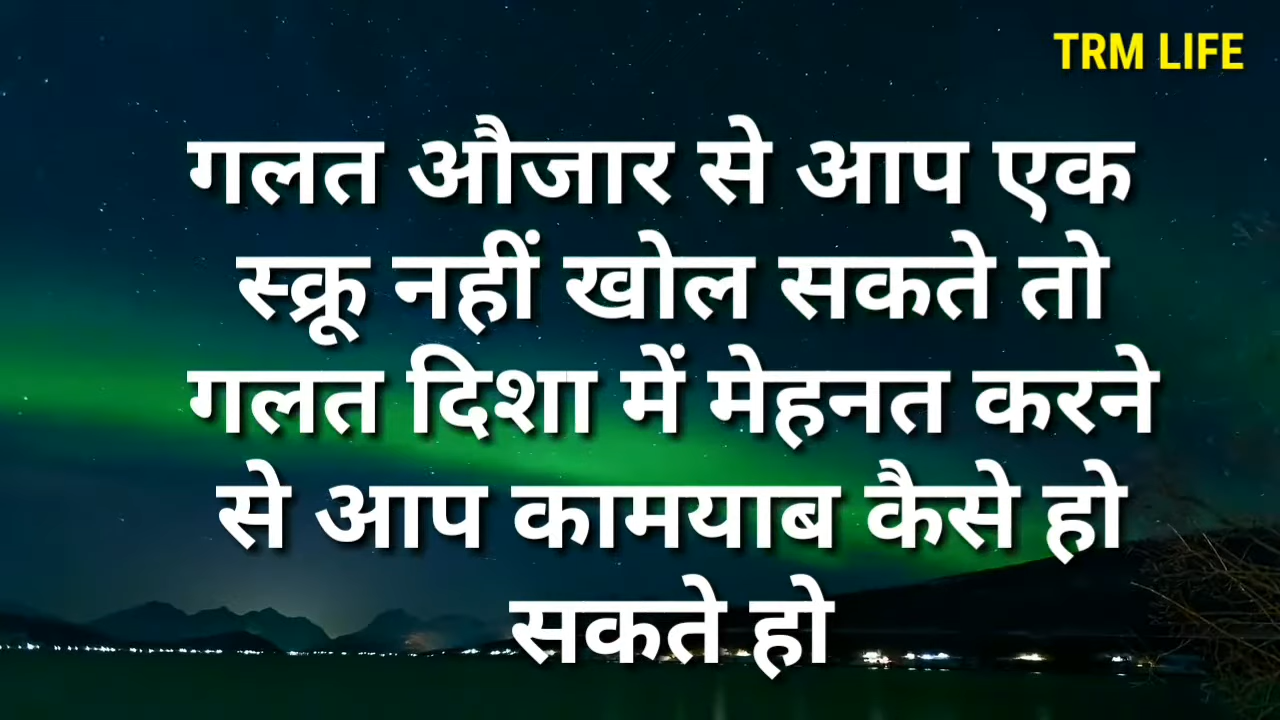 TRM LIFE
गलत औजार से आप एक
स्क्रू नहीं खोल सकते तो
गलत दिशा में मेहनत करने
से आप कामयाब कैसे हो
सकते हो